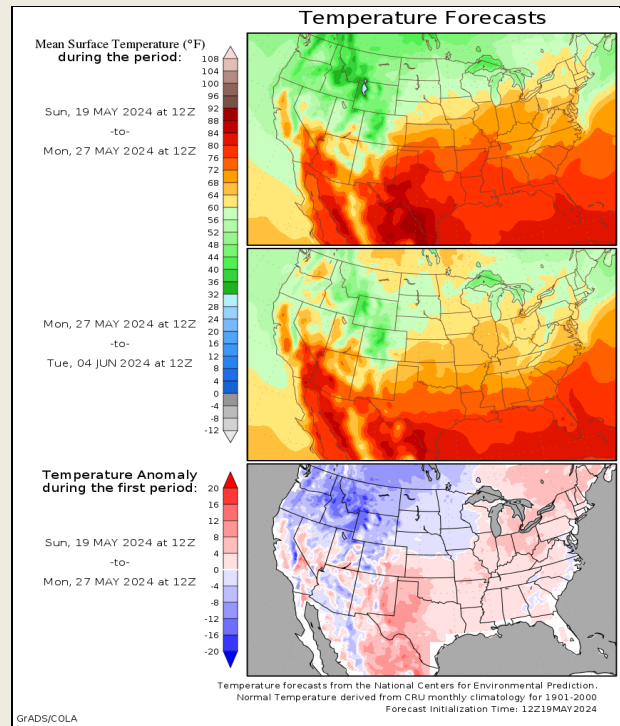 Temperature Forecasts
Mean Surface Temperature (°F)
during the period:
108
104
100
96
92
88
84
80
76
72
68
64
60
56
52
48
44
40
36
32
28
24
20
16
12
8
4
0
-4
-8
-12
Sun, 19 MAY 2024 at 12Z
-to-
Mon, 27 MAY 2024 at 12Z
Mon, 27 MAY 2024 at 12Z
-to-
Tue, 04 JUN 2024 at 12Z
Temperature Anomaly
during the first period:
20
16
12
8
4
0
-4
-8
-12
-16
-20
Sun, 19 MAY 2024 at 12Z
-to-
Mon, 27 MAY 2024 at 12Z
Temperature forecasts from the National Centers for Environmental Prediction.
Normal Temperature derived from CRU monthly climatology for 1901-2000
Forecast Initialization Time: 12Z19MAY2024
GrADS/COLA